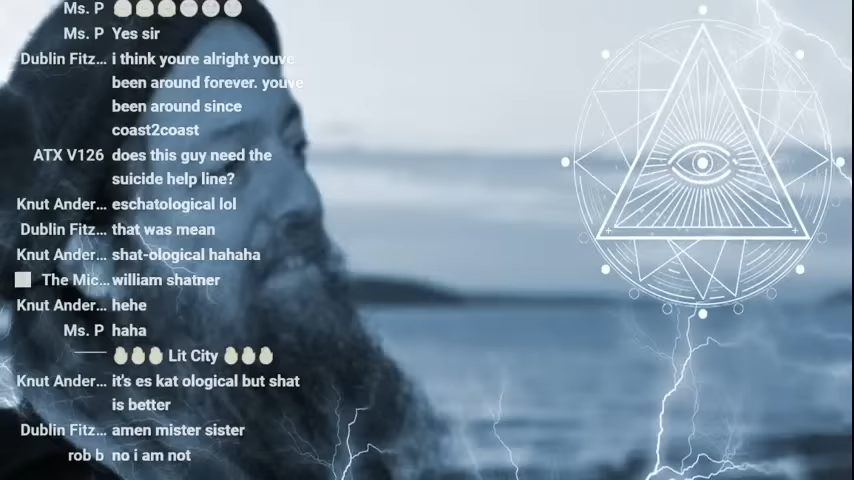 Ms. P
Ms. P Yes sir
Dublin Fitz… i think youre alright youve
been around forever. youve
been around since
coast2coast
ATX V126 does this guy need the
suicide help line?
Knut Ander… eschatological lol
Dublin Fitz… that was mean
Knut Ander… shat-ological hahaha
The Mic… william shatner
Knut Ander… hehe
Ms. P haha
Lit City
Knut Ander… it's es kat ological but shat
is better
Dublin Fitz… amen mister sister
rob b no i am not